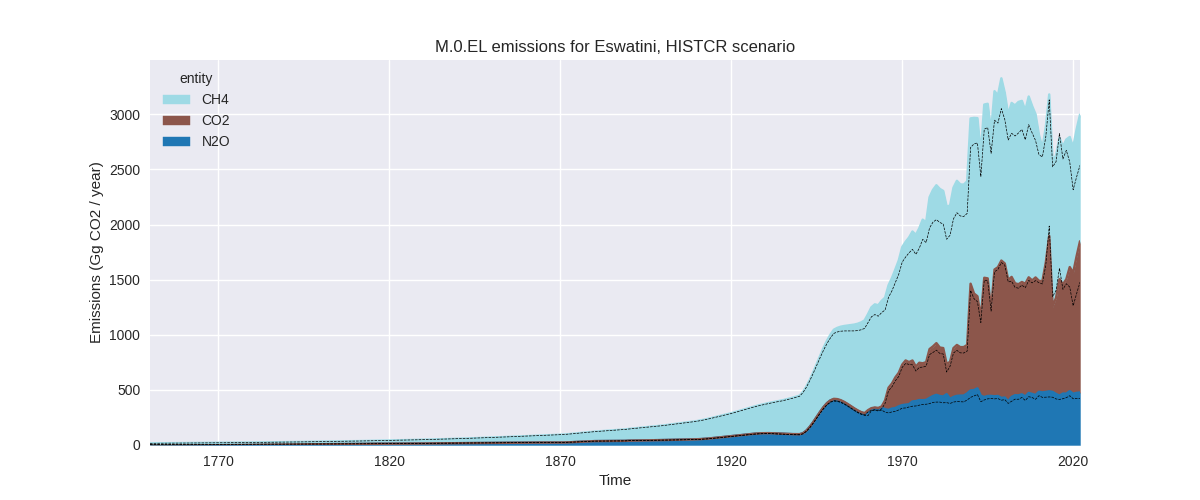 M.0.EL emissions for Eswatini, HISTCR scenario
entity
CH4
CO2
N2O
Emissions (Gg CO2 / year)
3000
2500
2000
1500
1000
500
0
1770
1820
1870
1920
1970
2020
Time